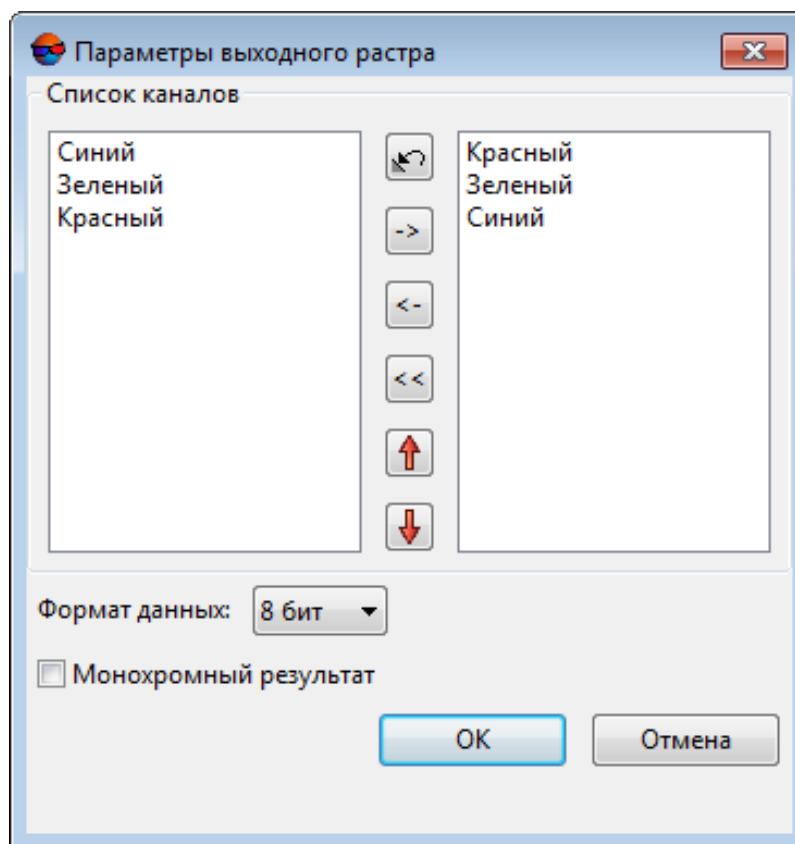 Параметры выходного растра
Список каналов
Синий
Зеленый
Красный
->
<-
<<
Красный
Зеленый
Синий
Формат данных: 8 бит
Монохромный результат
OK Отмена